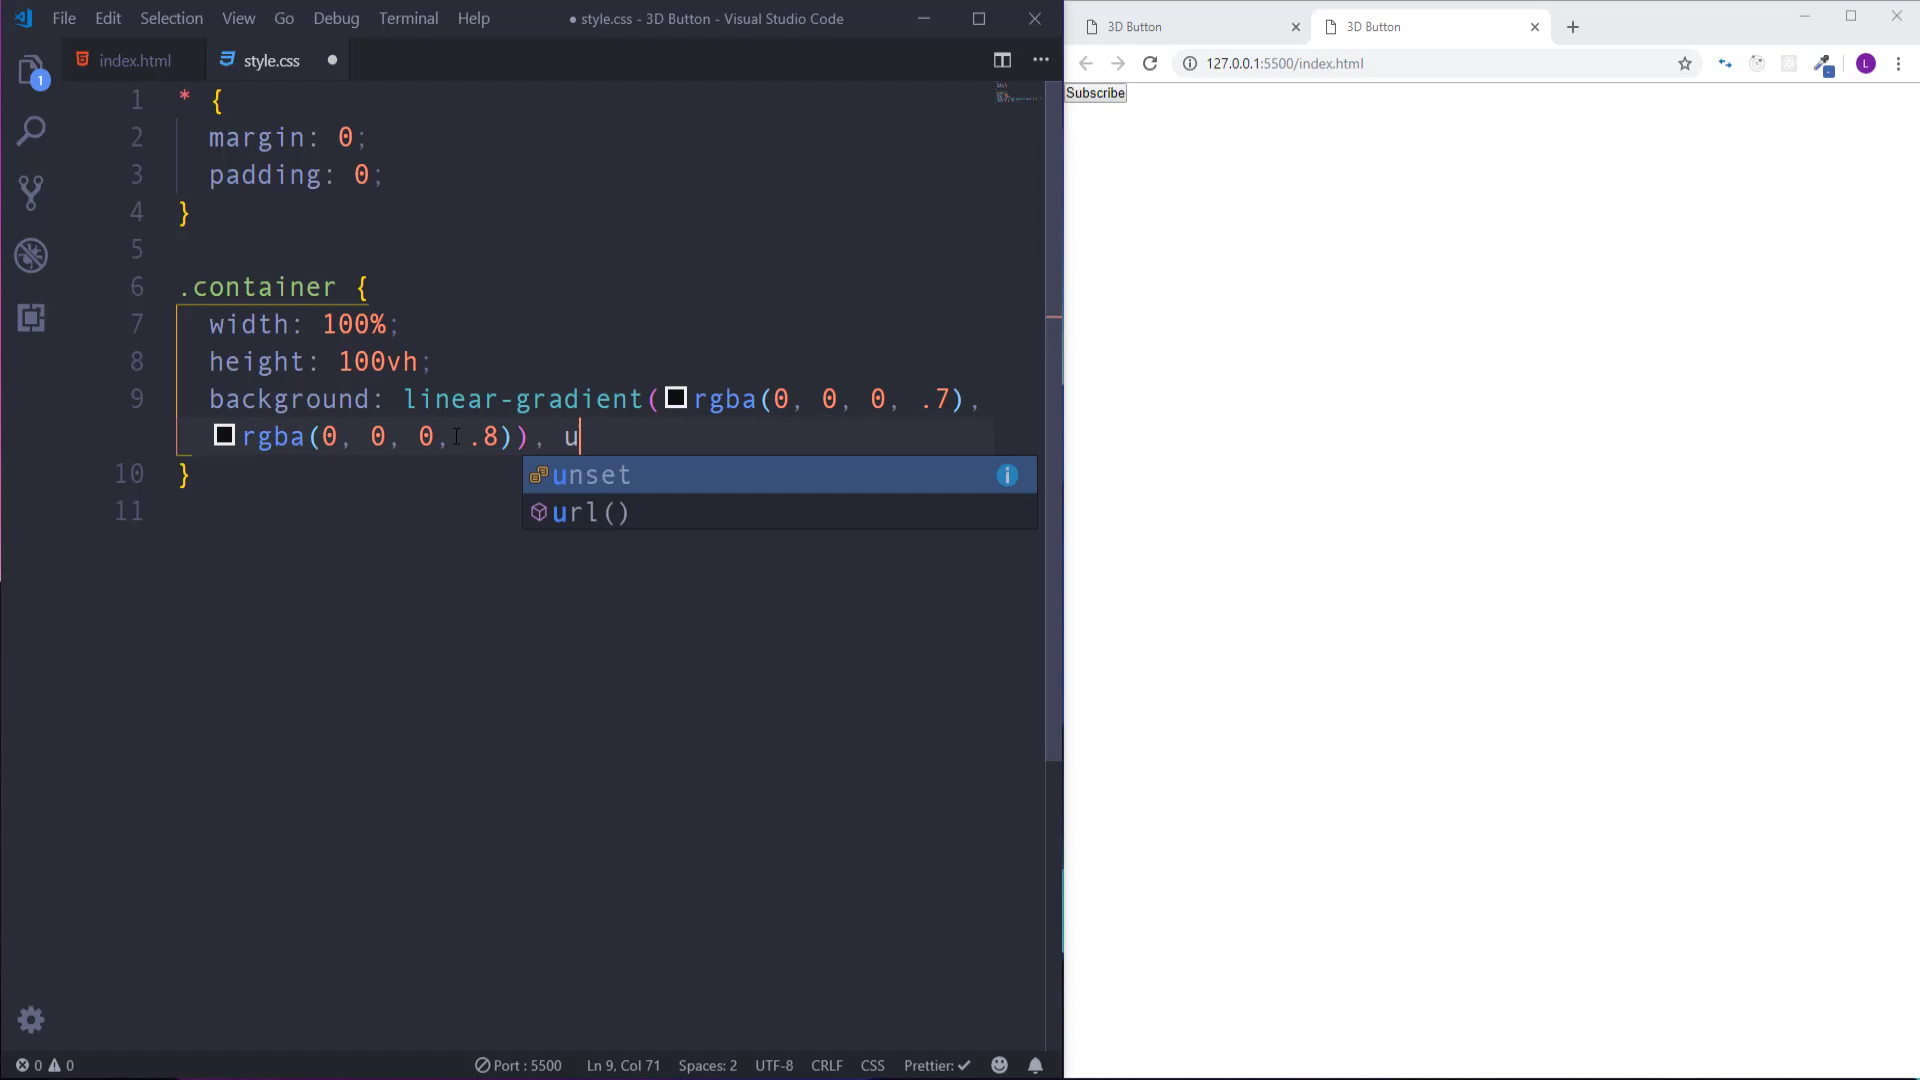 File Edit Selection View Go Debug Terminal Help
● style.css - 3D Button - Visual Studio Code
3D Button
3D Button
index.html
style.css
127.0.0.1:5500/index.html
L
1
Subscribe
1 * {
2 margin: 0;
3 padding: 0;
4 }
5
6 .container {
7 width: 100%;
8 height: 100vh;
9 background: linear-gradient(rgba(0, 0, 0, .7),
rgba(0, 0, 0, .8)), u
unset
url()
10 }
11
0 0
Port : 5500 Ln 9, Col 71 Spaces: 2 UTF-8 CRLF CSS Prettier: ✓